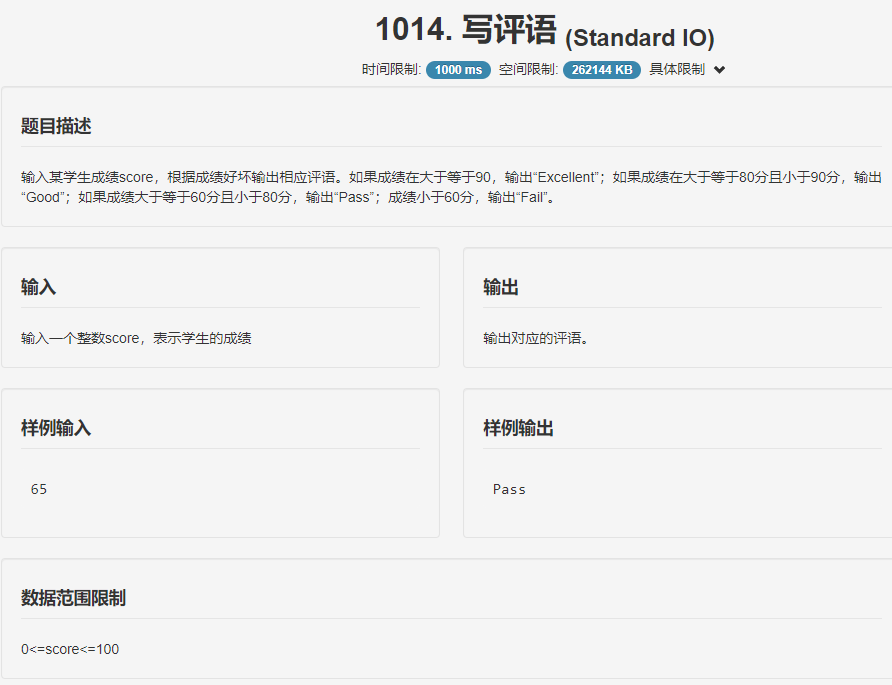 1014. 写评语 (Standard IO)
时间限制: 1000 ms 空间限制: 262144 KB 具体限制
题目描述
输入某学生成绩score，根据成绩好坏输出相应评语。如果成绩在大于等于90，输出“Excellent”；如果成绩在大于等于80分且小于90分，输出
“Good”；如果成绩大于等于60分且小于80分，输出“Pass”；成绩小于60分，输出“Fail”。
输入
输入一个整数score，表示学生的成绩
输出
输出对应的评语。
样例输入
65
样例输出
Pass
数据范围限制
0<=score<=100